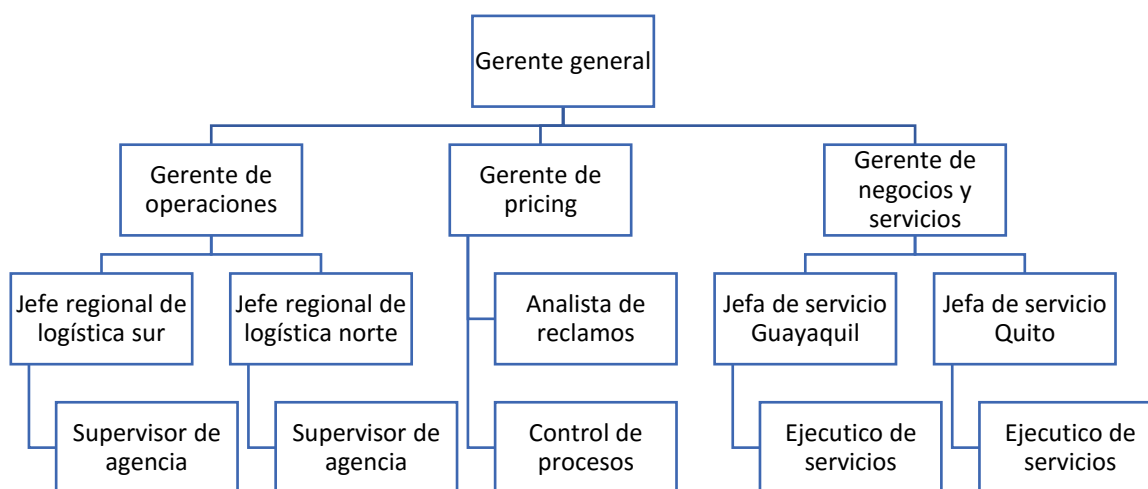 Gerente general
Gerente de
operaciones
Gerente de
pricing
Gerente de
negocios y
servicios
Jefe regional de
logística sur
Jefe regional de
logística norte
Analista de
reclamos
Jefa de servicio
Guayaquil
Jefa de servicio
Quito
Supervisor de
agencia
Supervisor de
agencia
Control de
procesos
Ejecutico de
servicios
Ejecutico de
servicios